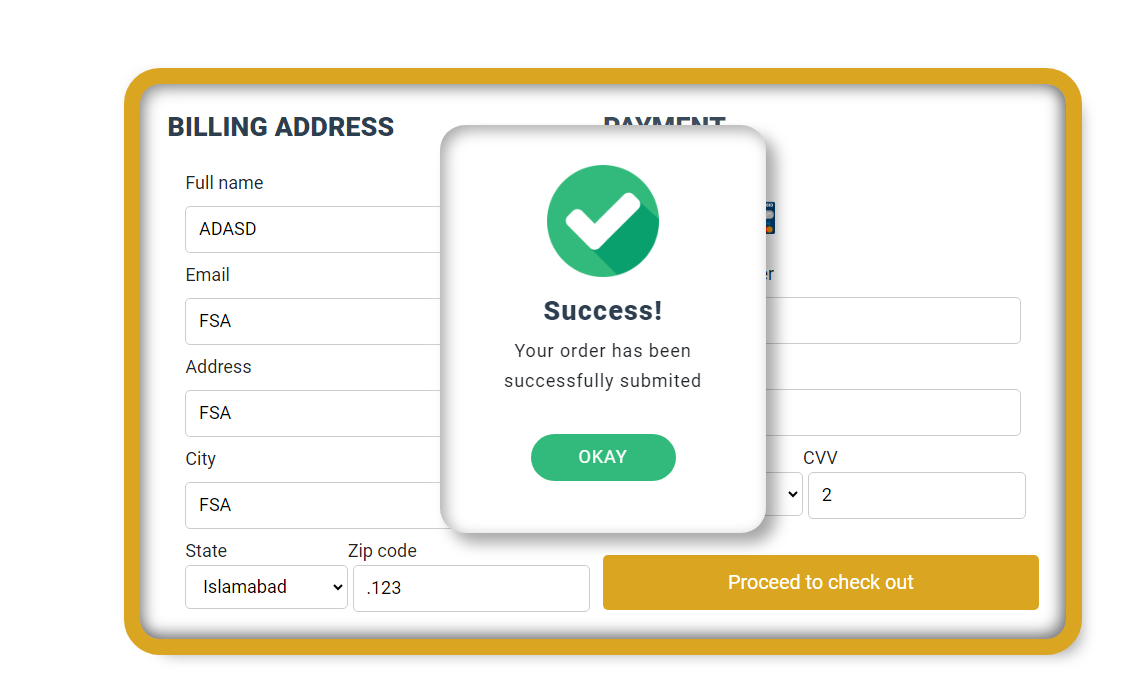 BILLING ADDRESS
PAYMENT
Full name
ADASD
Email
FSA
Address
FSA
City
FSA
State
Zip code
Islamabad
.123
Success!
Your order has been
successfully submited
OKAY
CVV
2
Proceed to check out